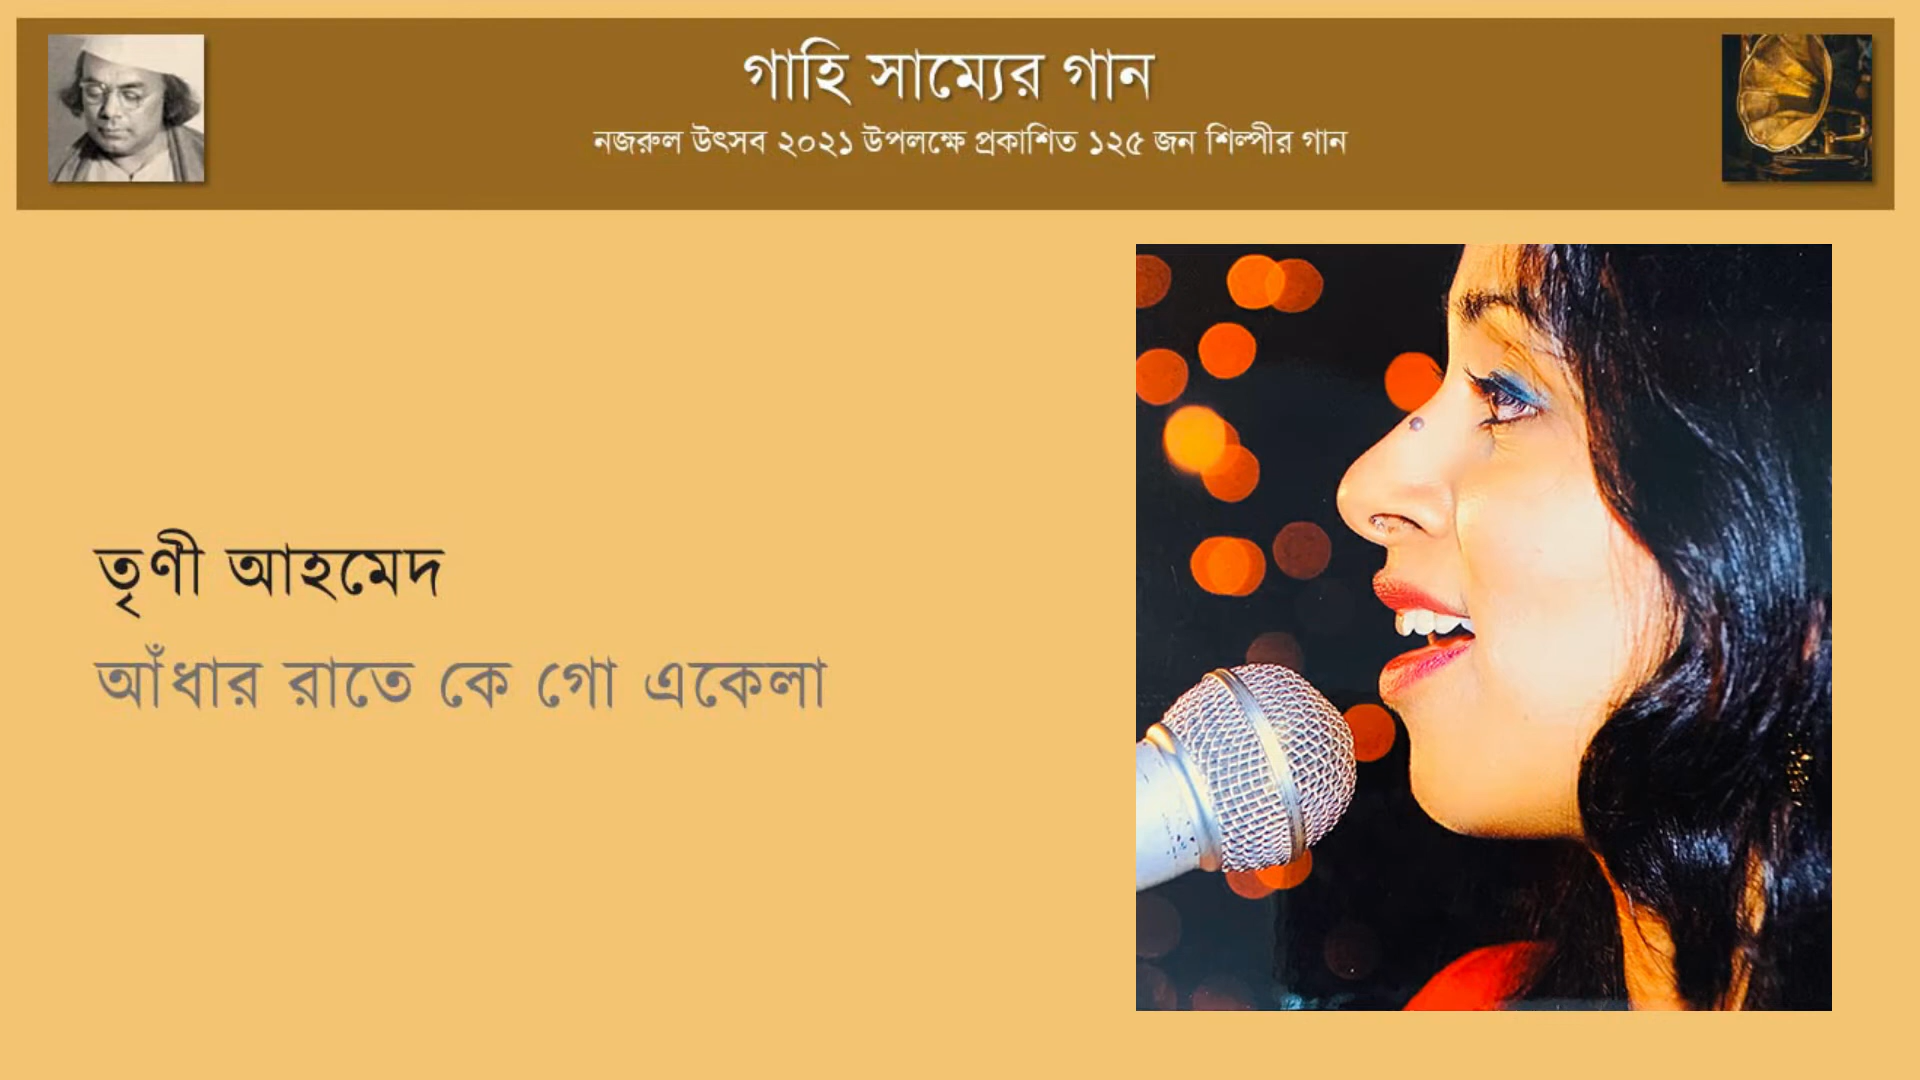 গাহি সাম্যের গান
নজরুল উৎসব ২০২১ উপলক্ষে প্রকাশিত ১২৫ জন শিল্পীর গান
তৃণী আহমেদ
আঁধার রাতে কে গো একেলা